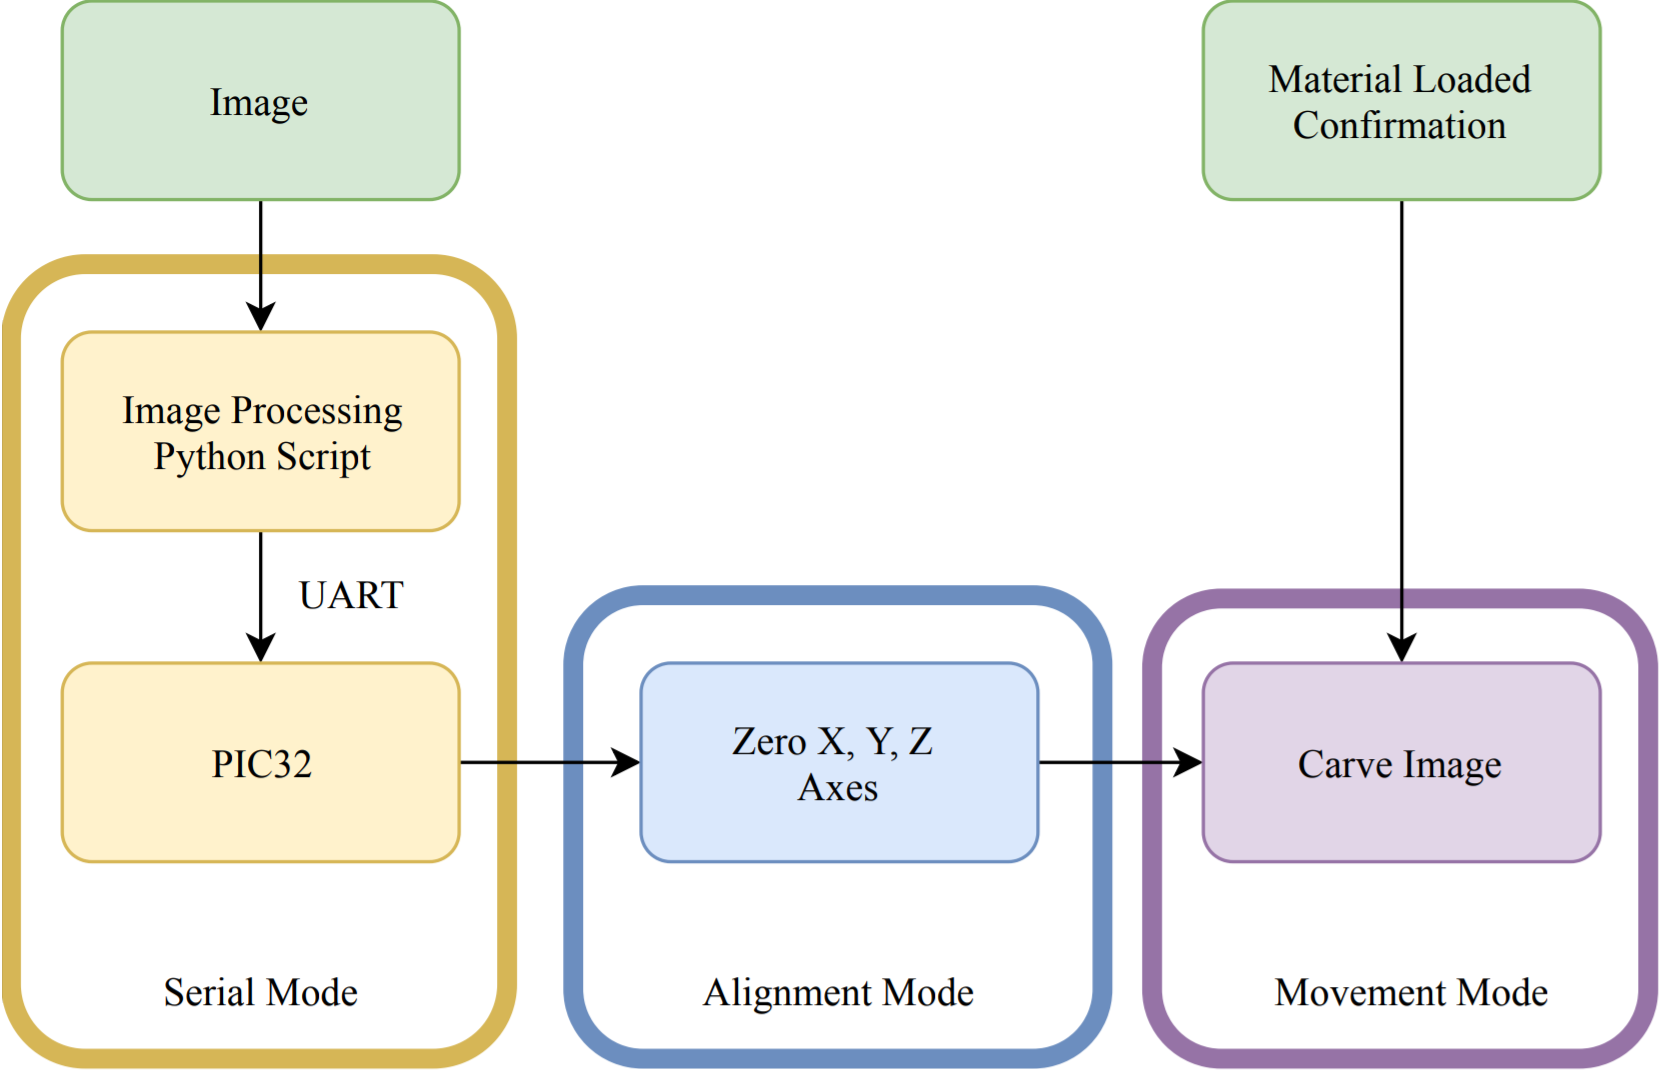 Image
Material Loaded
Confirmation
Image Processing
Python Script
UART
PIC32
Zero X, Y, Z
Axes
Carve Image
Serial Mode
Alignment Mode
Movement Mode